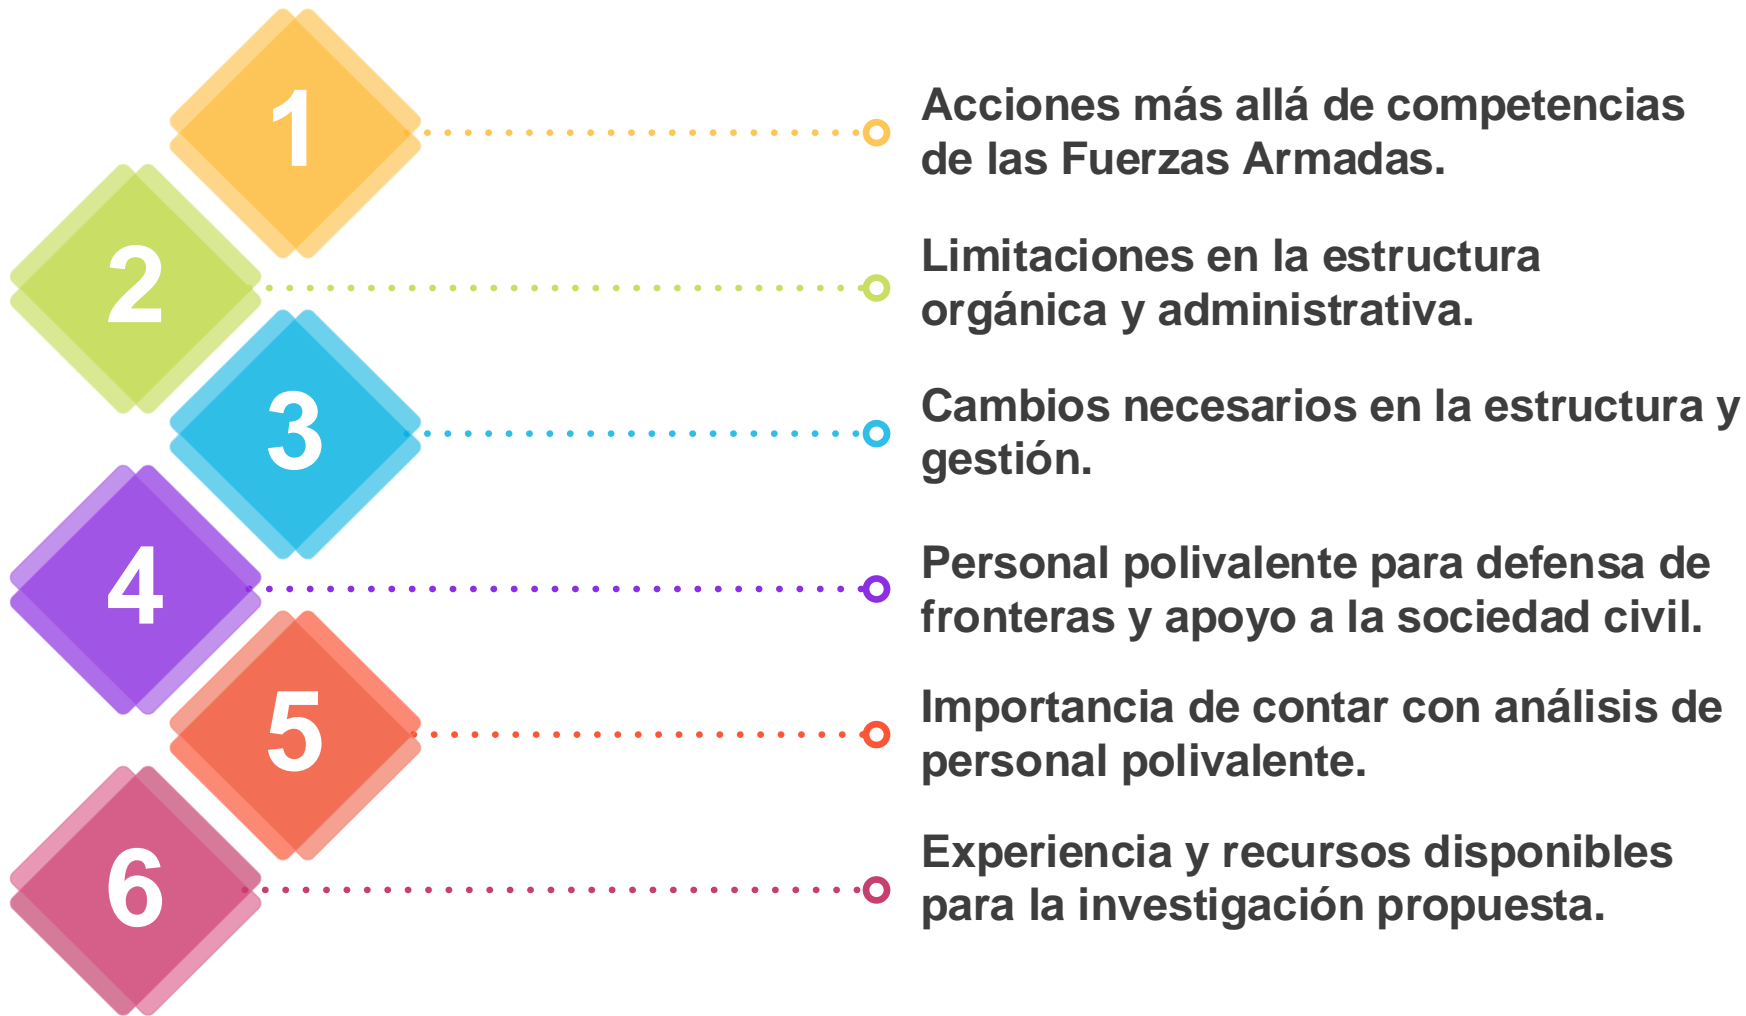 1
Acciones más allá de competencias
de las Fuerzas Armadas.
2
Limitaciones en la estructura
orgánica y administrativa.
3
Cambios necesarios en la estructura y
gestión.
4
Personal polivalente para defensa de
fronteras y apoyo a la sociedad civil.
5
Importancia de contar con análisis de
personal polivalente.
6
Experiencia y recursos disponibles
para la investigación propuesta.